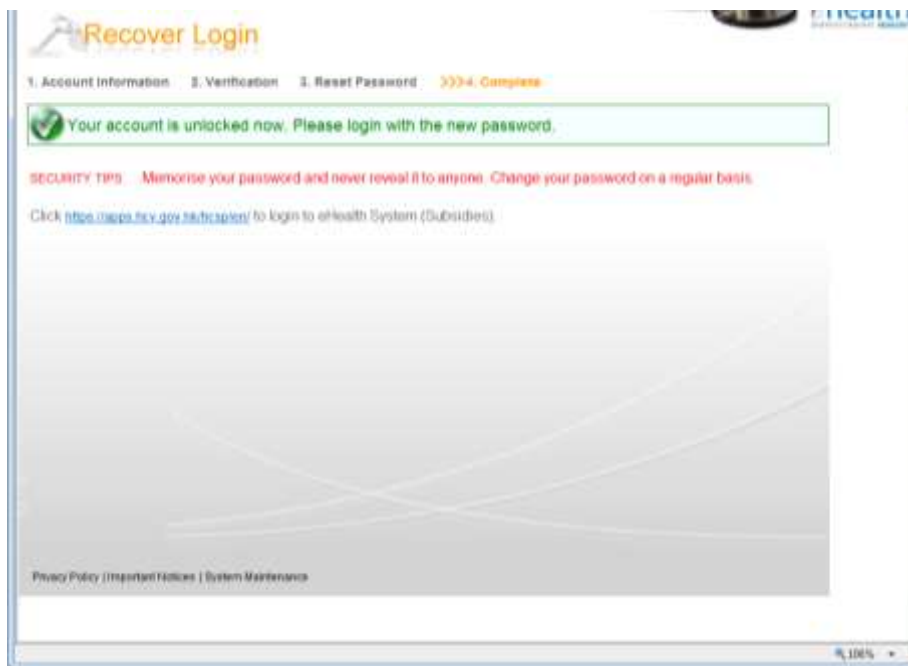 eHealth
Recover Login
1. Account Information 2. Verification 3. Reset Password >>>4. Complete
Your account is unlocked now. Please login with the new password.
SECURITY TIPS Memorise your password and never reveal it to anyone. Change your password on a regular basis.
Click https://apps.hcv.gov.hk/hcsp/en/ to login to eHealth System (Subsidies).
Privacy Policy | Important Notices | System Maintenance
100%